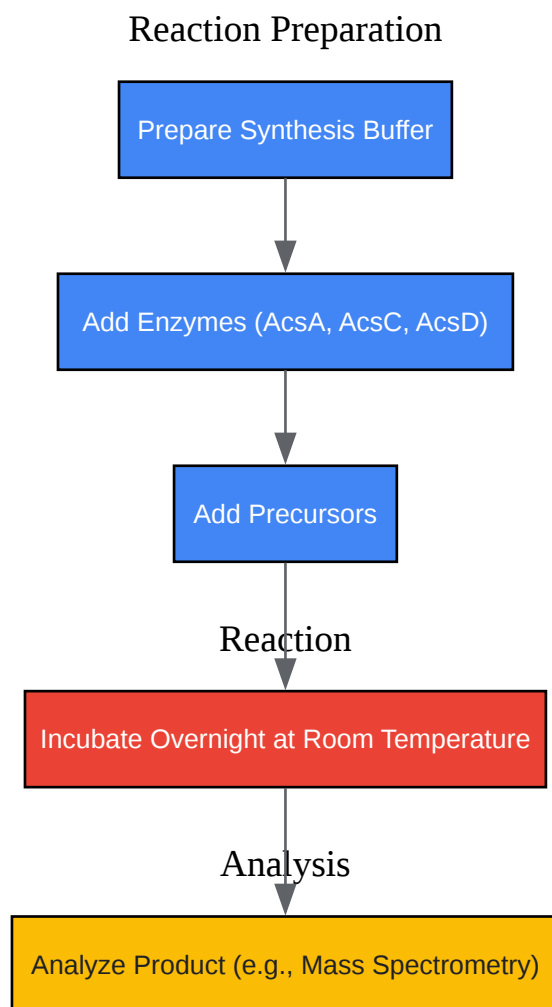 Reaction Preparation
Prepare Synthesis Buffer
Add Enzymes (AcsA, AcsC, AcsD)
Add Precursors
Reaction
Incubate Overnight at Room Temperature
Analysis
Analyze Product (e.g., Mass Spectrometry)